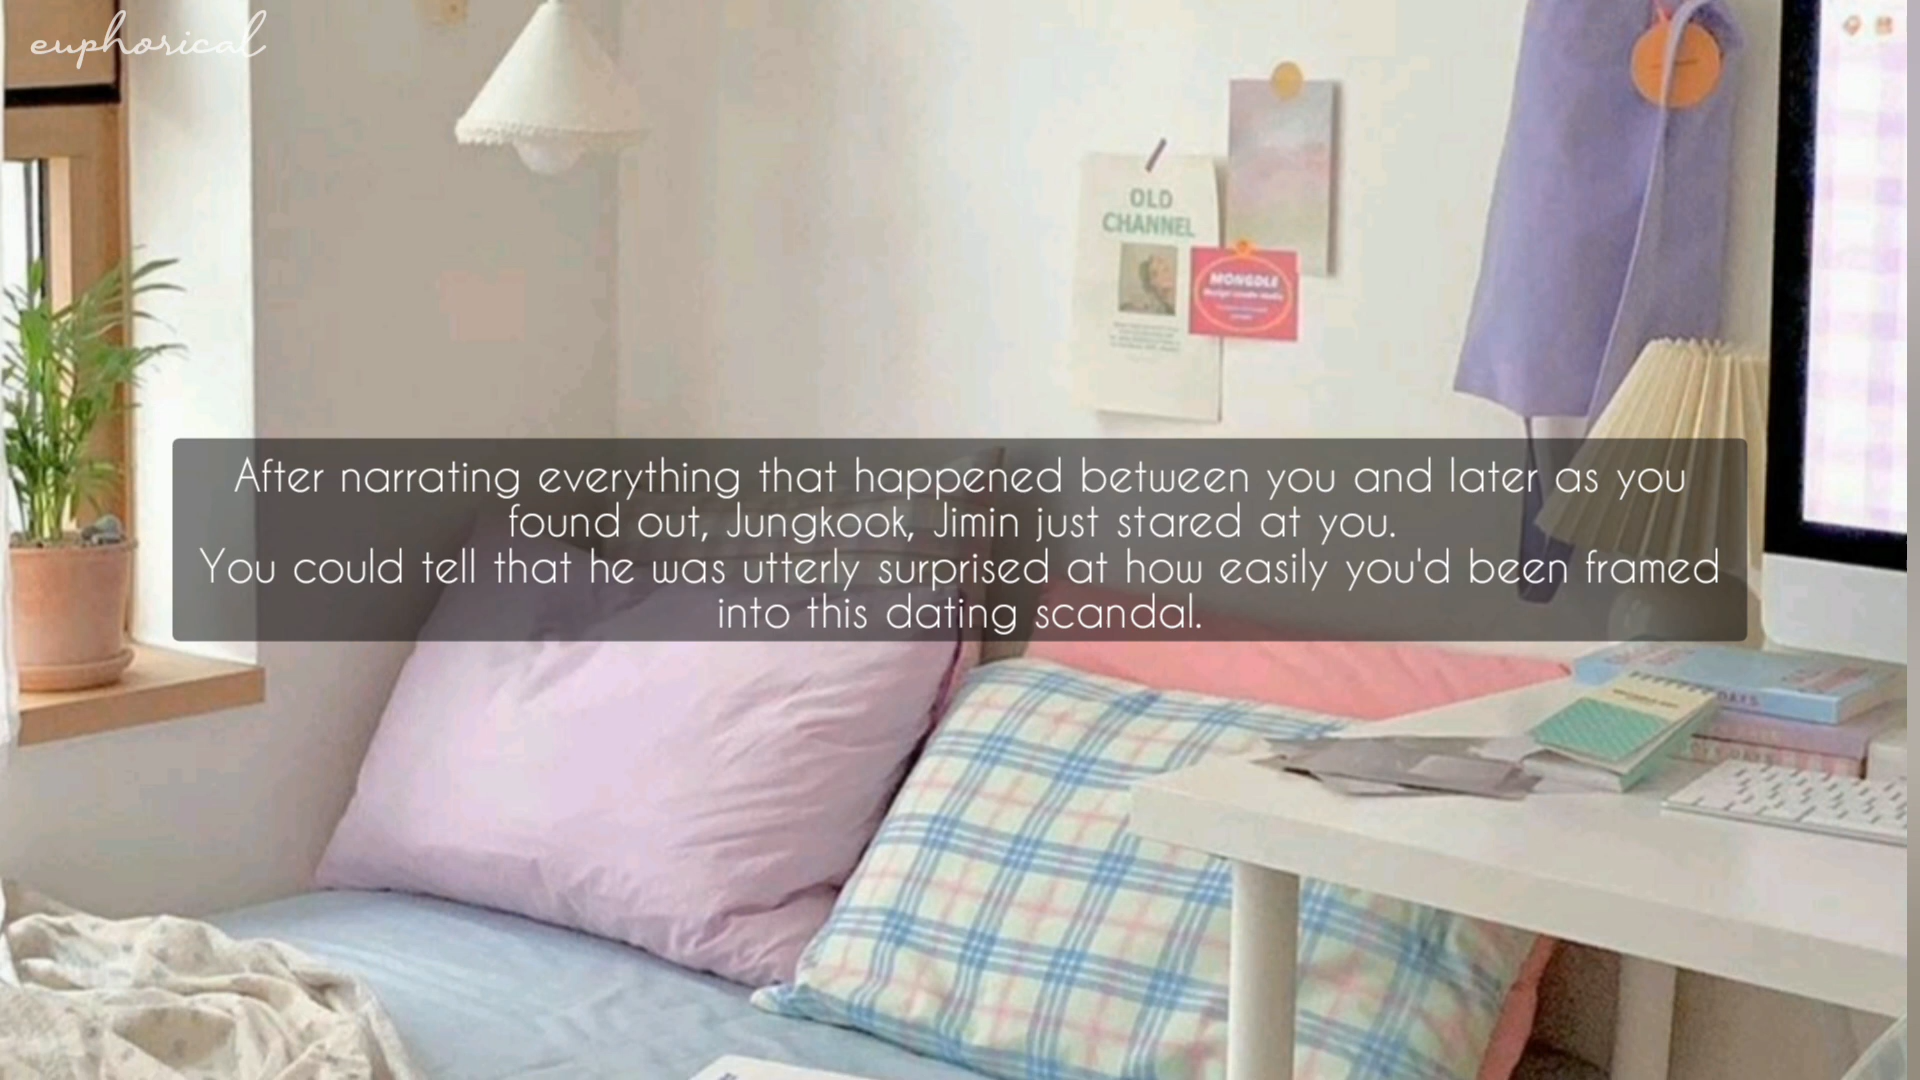 euphorical
OLD
CHANNEL
MONGDLE
After narrating everything that happened between you and later as you
found out, Jungkook, Jimin just stared at you.
You could tell that he was utterly surprised at how easily you'd been framed
into this dating scandal.
DAYS